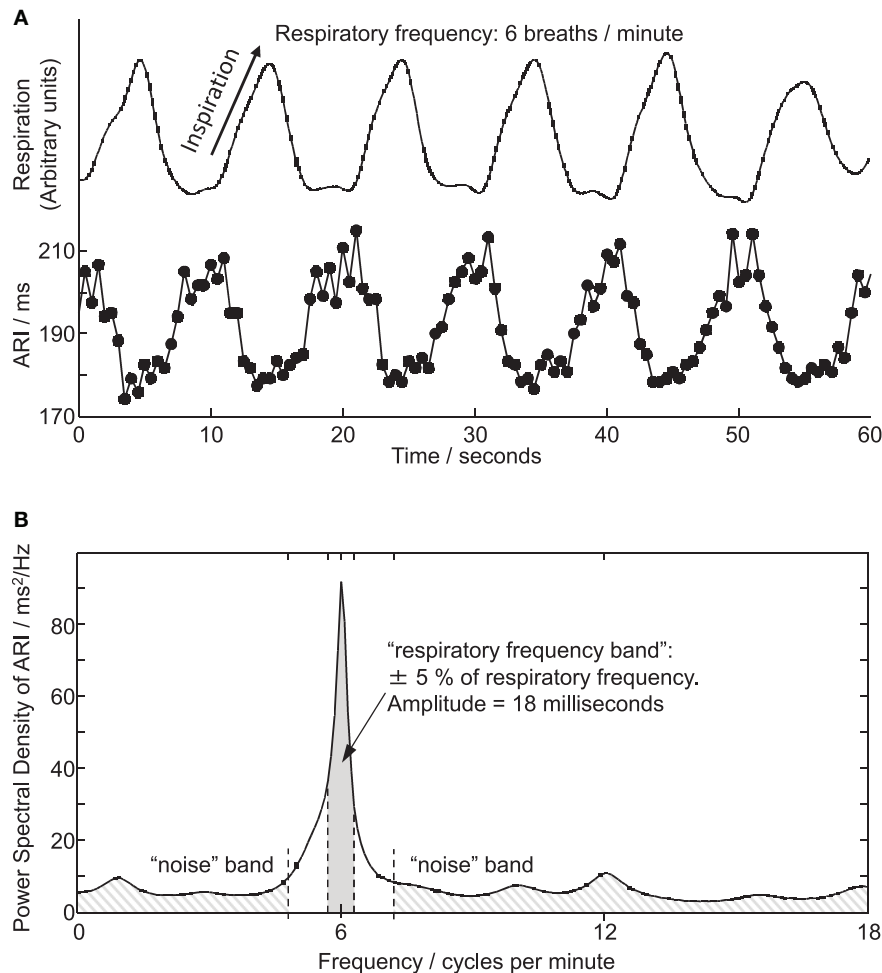 A
Respiratory frequency: 6 breaths / minute
Inspiration
Respiration
(Arbitrary units)
210
190
170
ARI / ms
0 10 20 30 40 50 60
Time / seconds
B
Power Spectral Density of ARI / ms²/Hz
80
60
40
20
0
“respiratory frequency band”:
± 5 % of respiratory frequency.
Amplitude = 18 milliseconds
“noise” band “noise” band
0 6 12 18
Frequency / cycles per minute